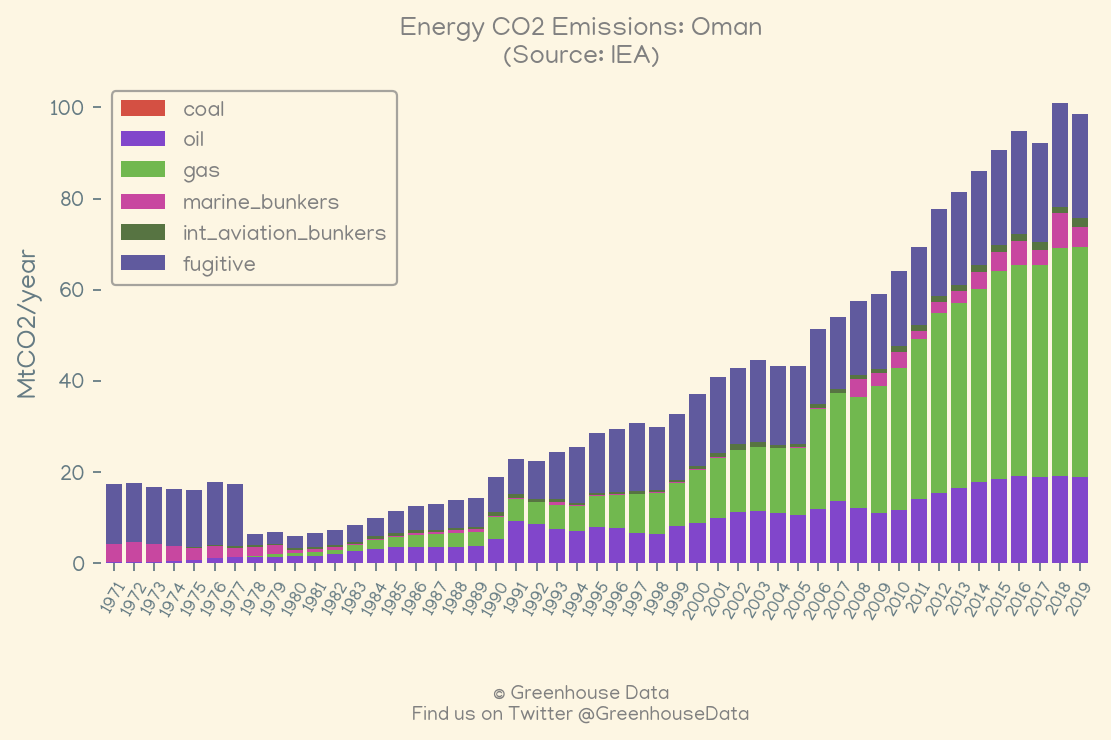 Energy CO2 Emissions: Oman
(Source: IEA)
100
80
60
40
20
0
MtCO2/year
coal
oil
gas
marine_bunkers
int_aviation_bunkers
fugitive
1971 1972 1973 1974 1975 1976 1977 1978 1979 1980 1981 1982 1983 1984 1985 1986 1987 1988 1989 1990 1991 1992 1993 1994 1995 1996 1997 1998 1999 2000 2001 2002 2003 2004 2005 2006 2007 2008 2009 2010 2011 2012 2013 2014 2015 2016 2017 2018 2019
© Greenhouse Data
Find us on Twitter @GreenhouseData